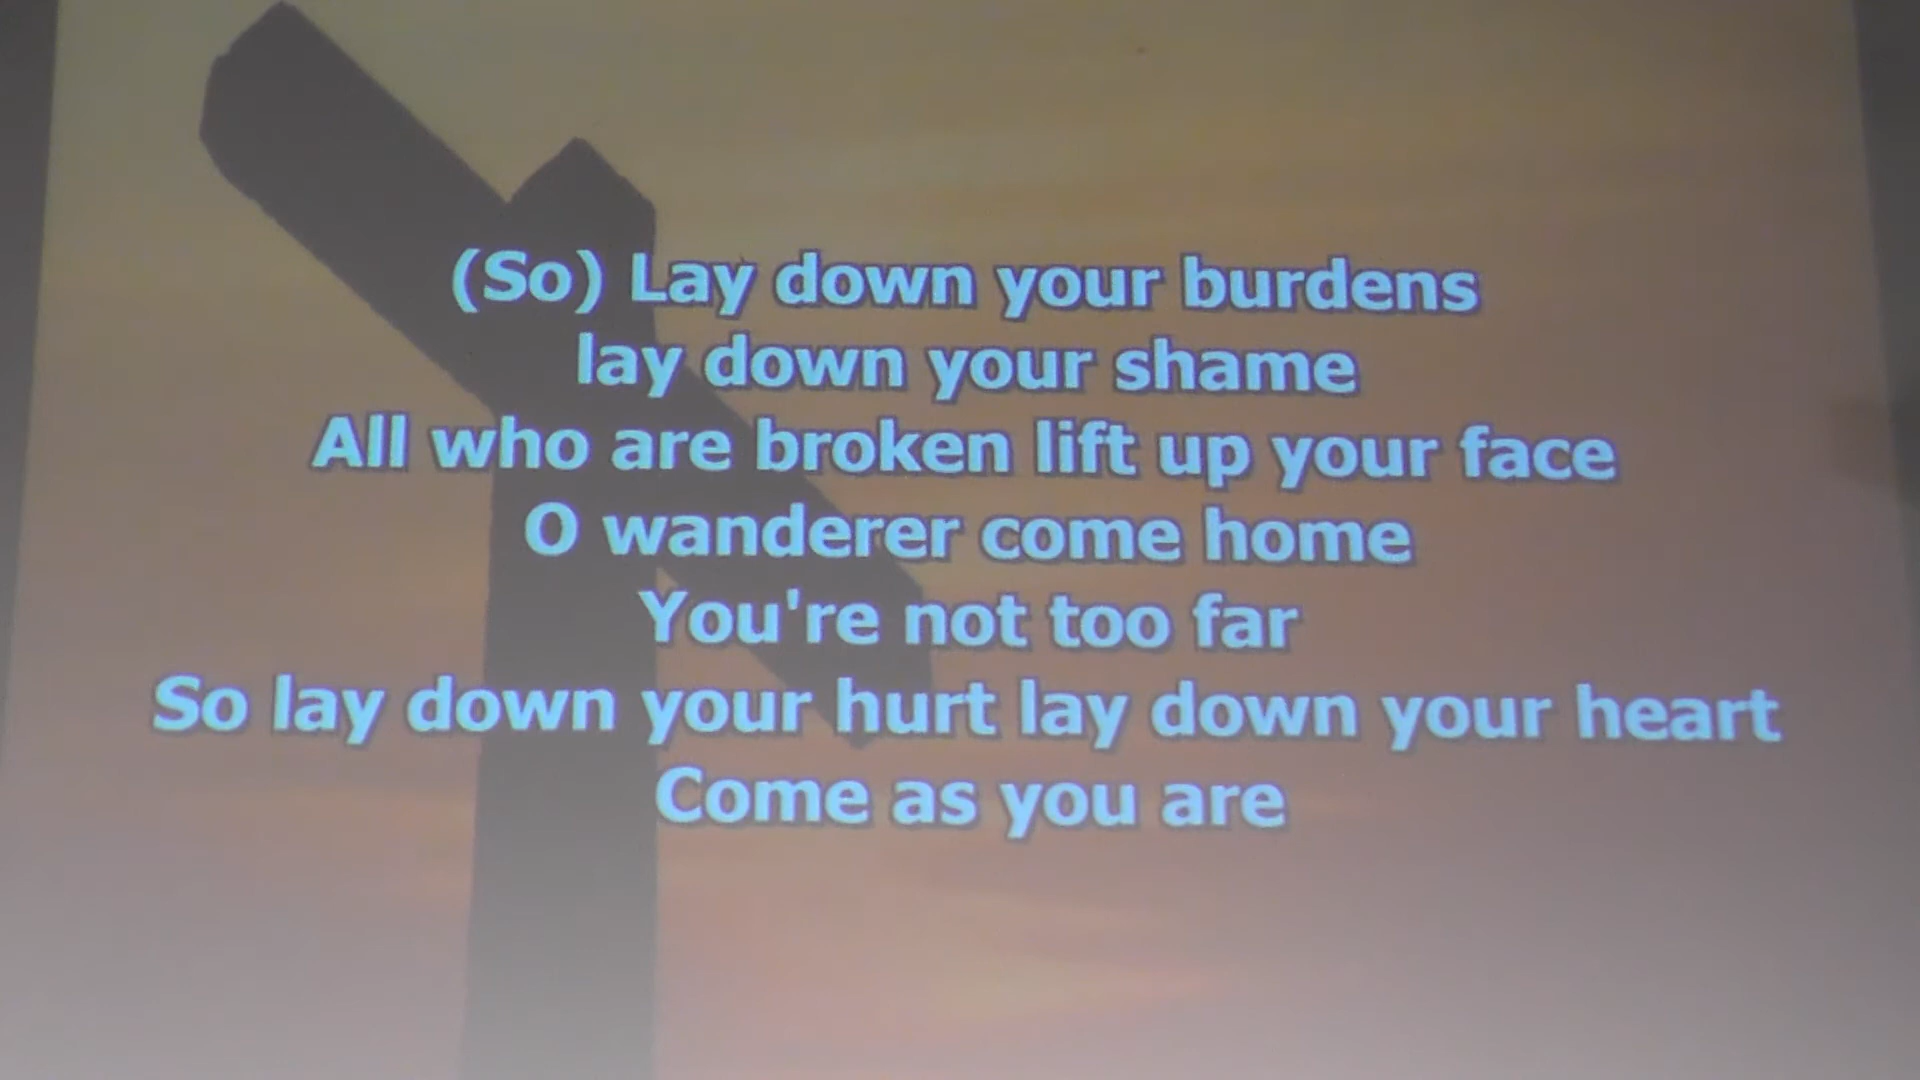 (So) Lay down your burdens
lay down your shame
All who are broken lift up your face
O wanderer come home
You're not too far
So lay down your hurt lay down your heart
Come as you are